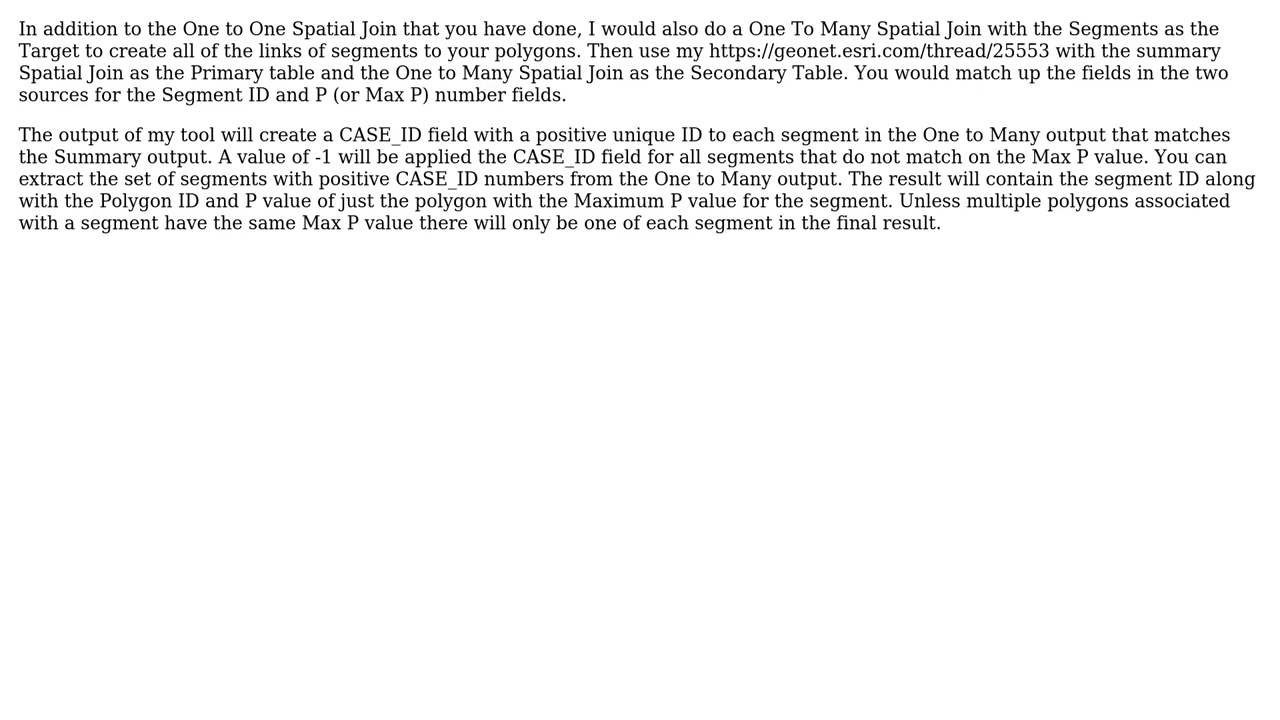 In addition to the One to One Spatial Join that you have done, I would also do a One To Many Spatial Join with the Segments as the
Target to create all of the links of segments to your polygons. Then use my https://geonet.esri.com/thread/25553 with the summary
Spatial Join as the Primary table and the One to Many Spatial Join as the Secondary Table. You would match up the fields in the two
sources for the Segment ID and P (or Max P) number fields.
The output of my tool will create a CASE_ID field with a positive unique ID to each segment in the One to Many output that matches
the Summary output. A value of -1 will be applied the CASE_ID field for all segments that do not match on the Max P value. You can
extract the set of segments with positive CASE_ID numbers from the One to Many output. The result will contain the segment ID along
with the Polygon ID and P value of just the polygon with the Maximum P value for the segment. Unless multiple polygons associated
with a segment have the same Max P value there will only be one of each segment in the final result.